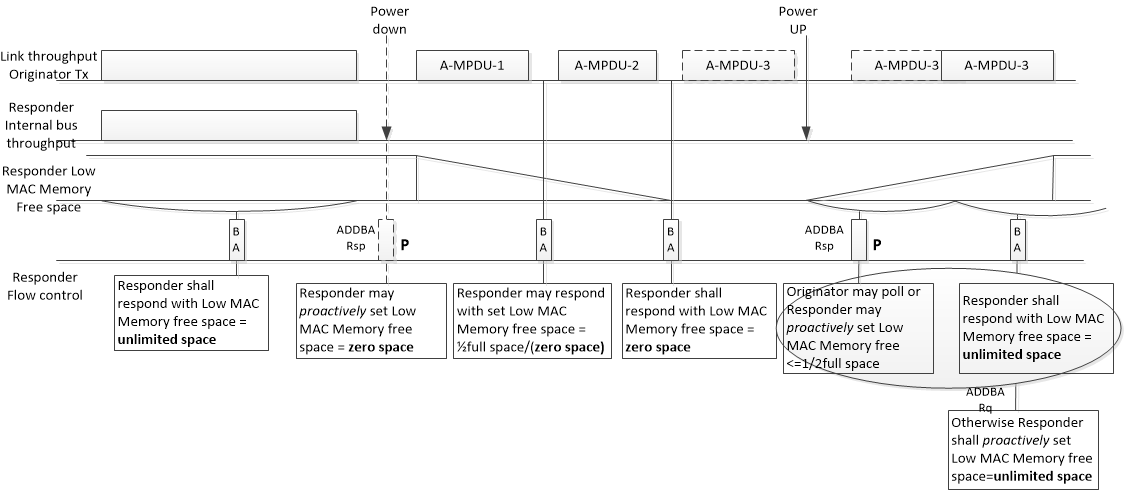 Power
down
Power
UP
Link throughput
Originator Tx
A-MPDU-1
A-MPDU-2
A-MPDU-3
A-MPDU-3
A-MPDU-3
Responder
Internal bus
throughput
Responder Low
MAC Memory
Free space
B
A
ADDBA
Rsp
P
B
A
B
A
ADDBA
Rsp
P
B
A
Responder
Flow control
Responder shall
respond with Low MAC
Memory free space =
unlimited space
Responder may
proactively set Low
MAC Memory free
space = zero space
Responder may respond
with set Low MAC
Memory free space =
½full space/(zero space)
Responder shall
respond with Low MAC
Memory free space =
zero space
Originator may poll or
Responder may
proactively set Low
MAC Memory free
<=1/2full space
Responder shall
respond with Low MAC
Memory free space =
unlimited space
ADDBA
Rq
Otherwise Responder
shall proactively set
Low MAC Memory free
space=unlimited space